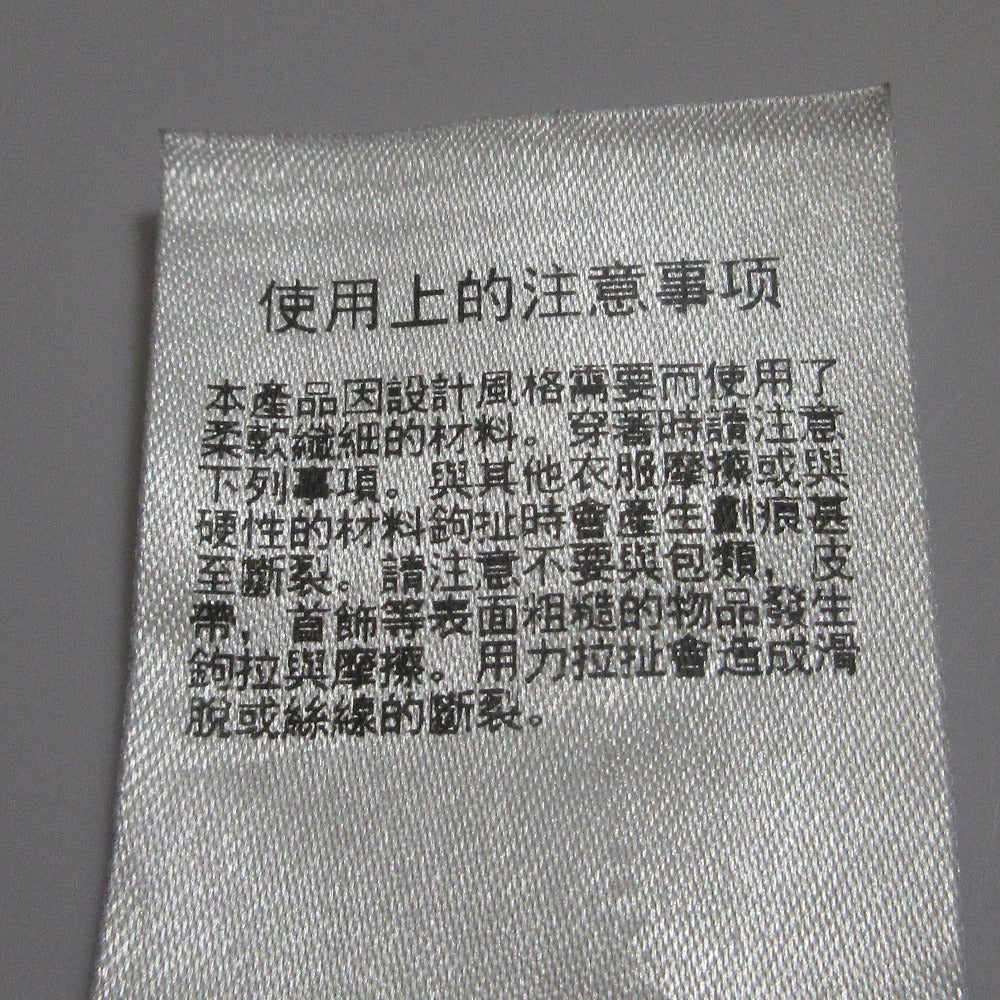 使用上的注意事项
本產品因設計風格需要而使用了
柔軟纖細的材料。穿著時請注意
下列事項。與其他衣服摩擦或與
硬性的材料鉤扯時會產生劃痕甚
至斷裂。請注意不要與包類，皮
帶，首飾等表面粗糙的物品發生
鉤拉與摩擦。用力拉扯會造成滑
脫或絲線的斷裂。